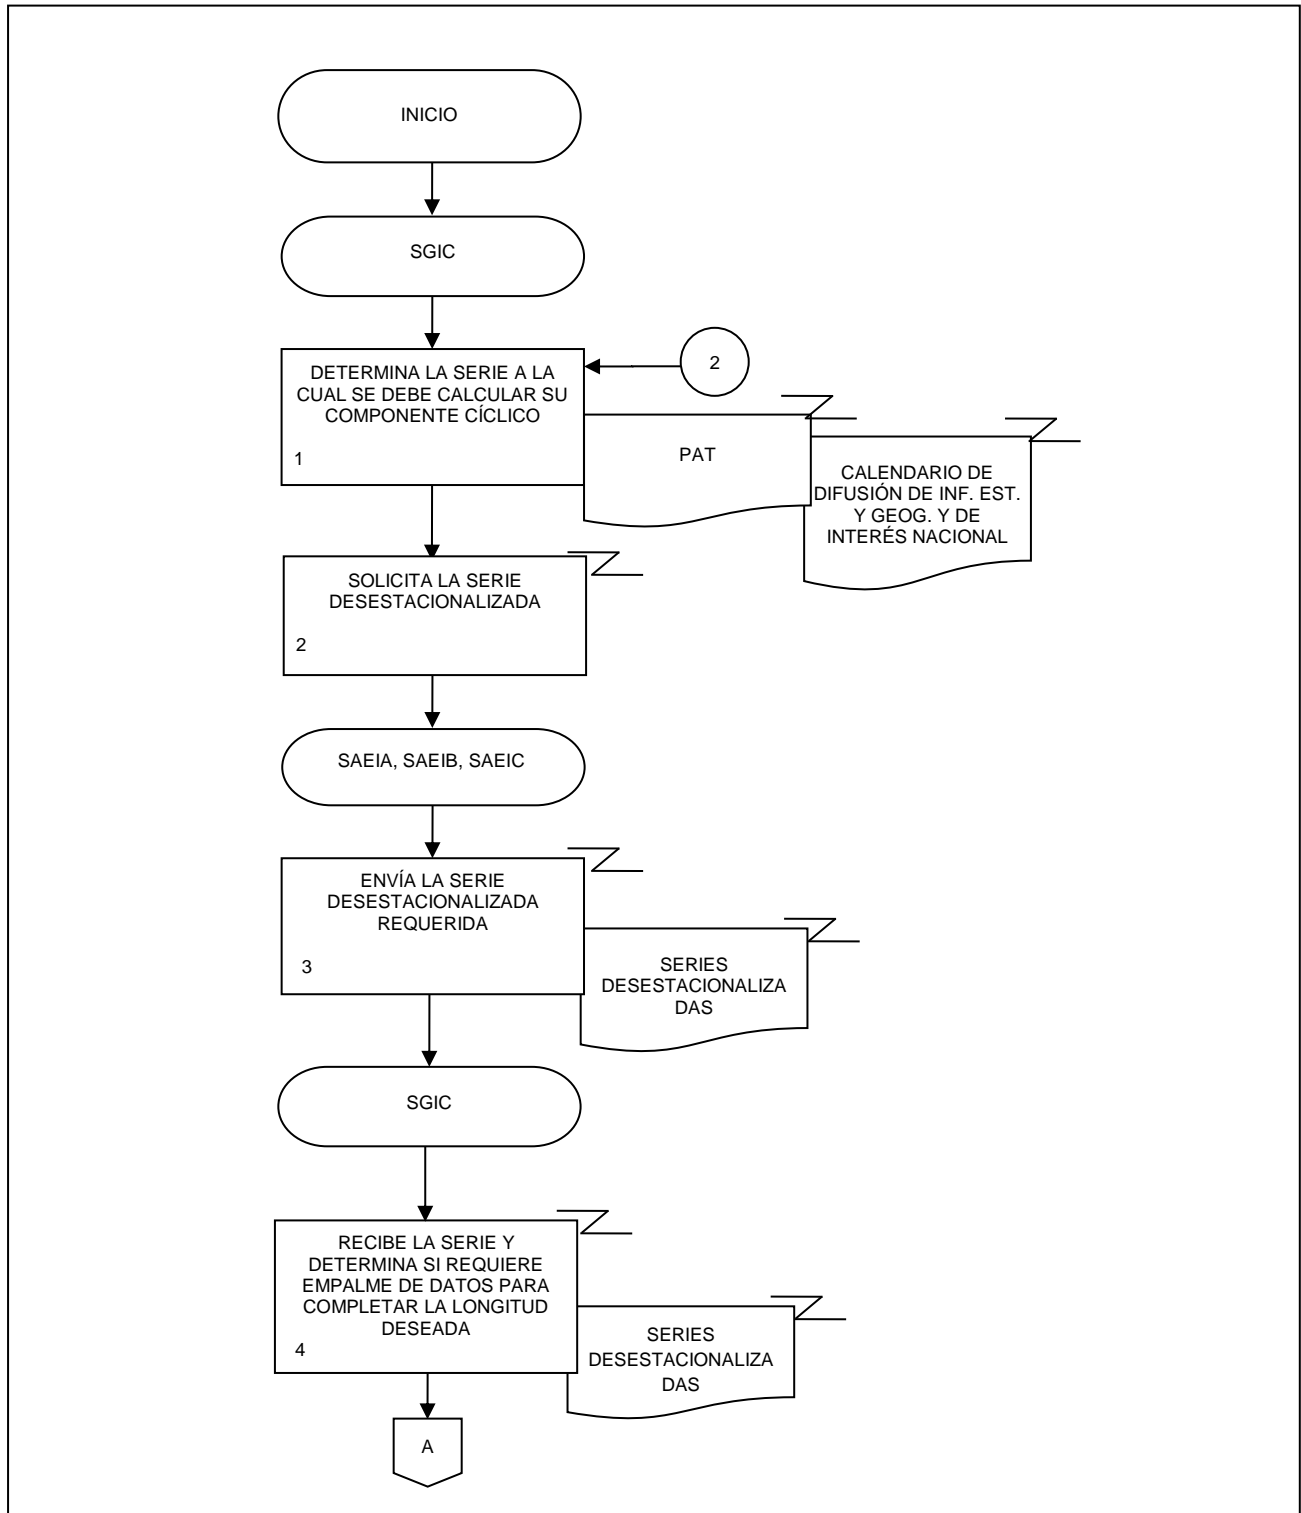 INICIO
SGIC
DETERMINA LA SERIE A LA
CUAL SE DEBE CALCULAR SU
COMPONENTE CÍCLICO
1
2
PAT
CALENDARIO DE
DIFUSIÓN DE INF. EST.
Y GEOG. Y DE
INTERÉS NACIONAL
SOLICITA LA SERIE
DESESTACIONALIZADA
2
SAEIA, SAEIB, SAEIC
ENVÍA LA SERIE
DESESTACIONALIZADA
REQUERIDA
3
SERIES
DESESTACIONALIZA
DAS
SGIC
RECIBE LA SERIE Y
DETERMINA SI REQUIERE
EMPALME DE DATOS PARA
COMPLETAR LA LONGITUD
DESEADA
4
SERIES
DESESTACIONALIZA
DAS
A